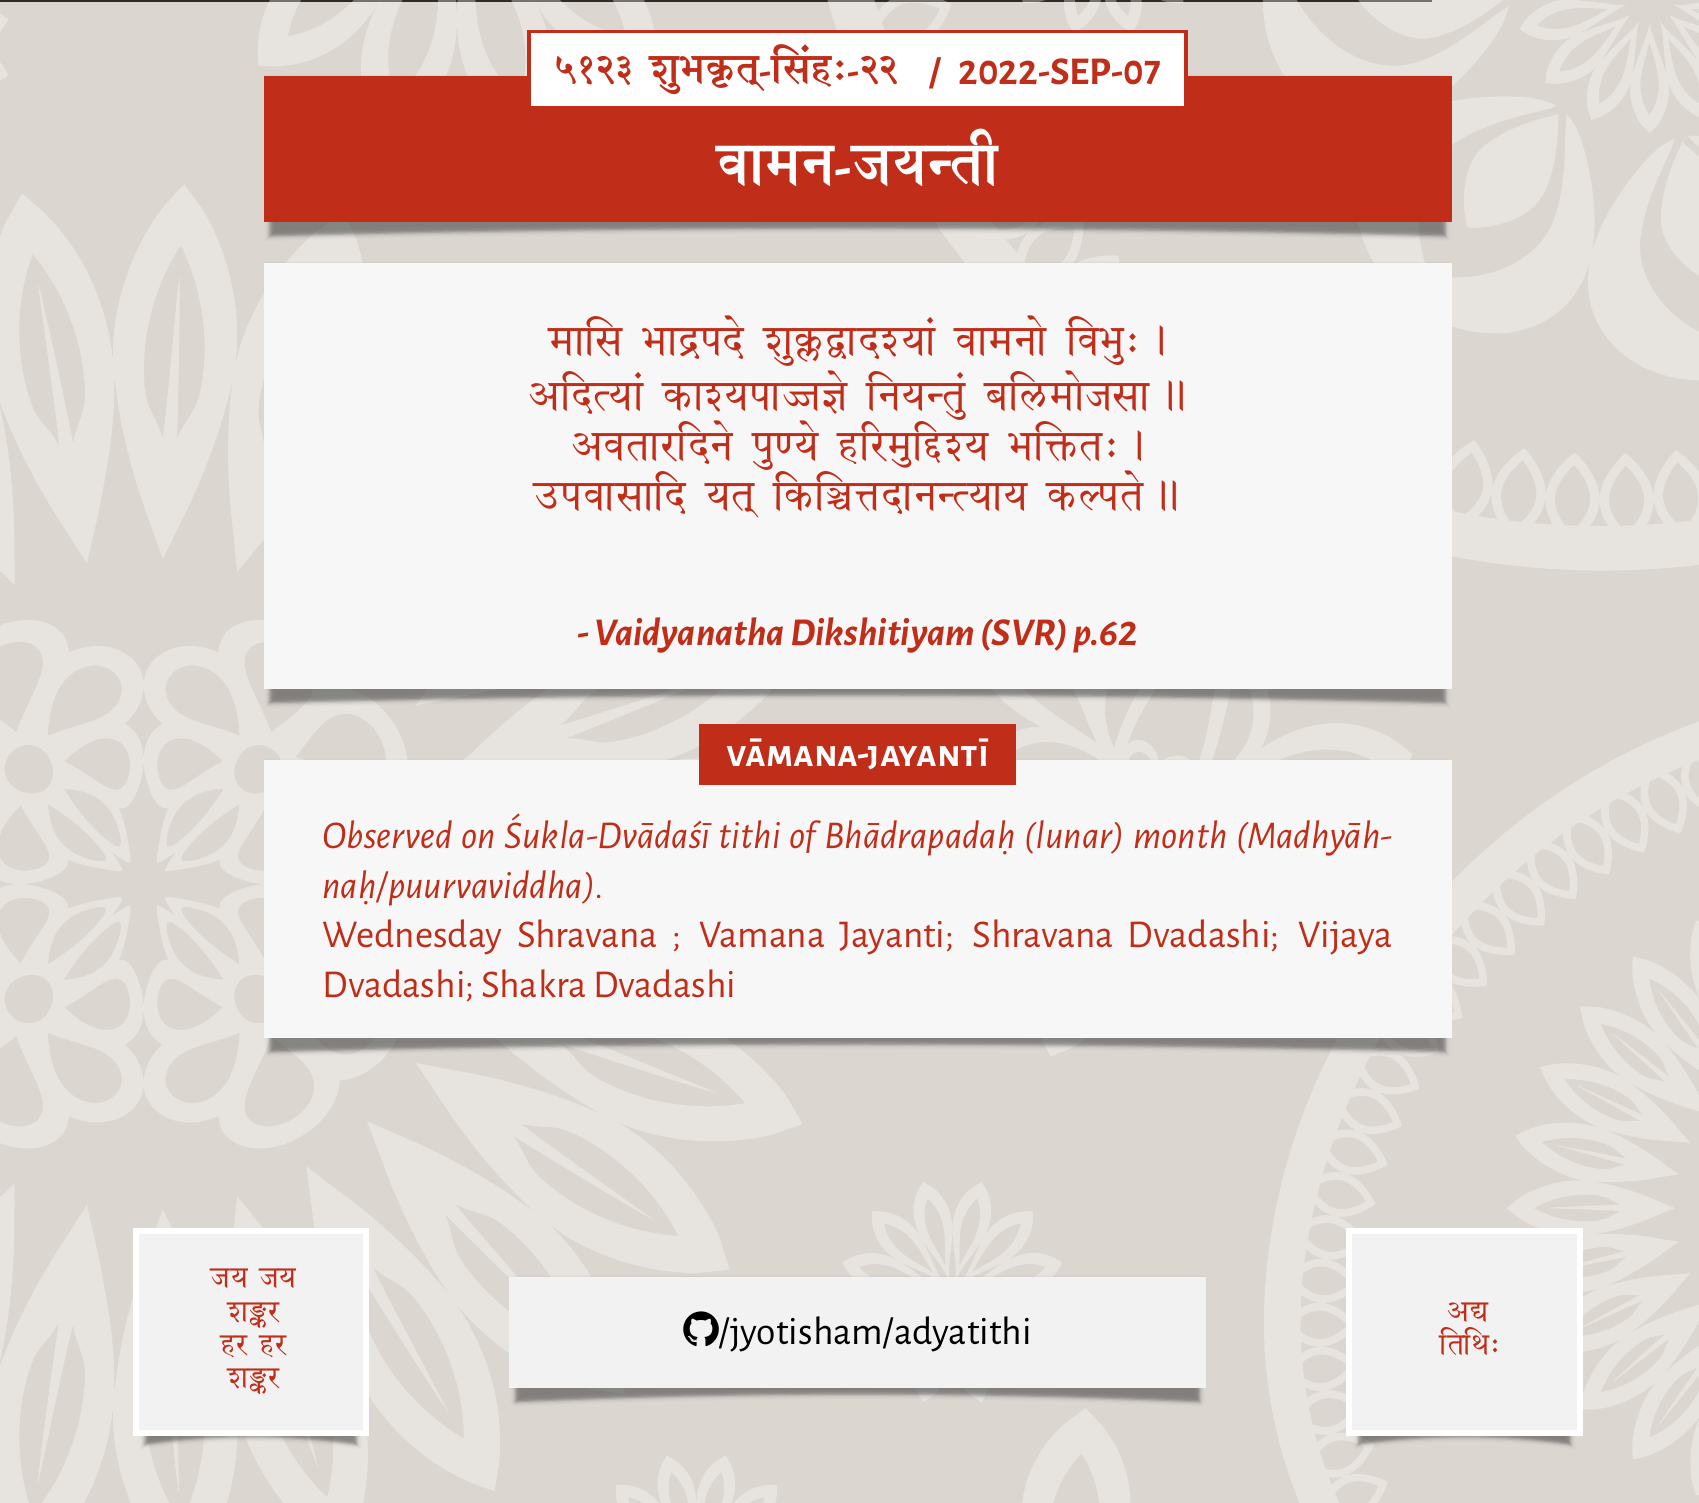 ५१२३ शुभकृत्-सिंहः-२२ / 2022-SEP-07
वामन-जयन्ती
मासि भाद्रपदे शुक्लद्वादश्यां वामनो विभुः ।
अदित्यां काश्यपाज्जज्ञे नियन्तुं बलिमोजसा ॥
अवतारदिने पुण्ये हरिमुद्दिश्य भक्तितः ।
उपवासादि यत् किञ्चित्तदानन्त्याय कल्पते ॥
- Vaidyanatha Dikshitiyam (SVR) p.62
VĀMANA-JAYANTĪ
Observed on Śukla-Dvādaśī tithi of Bhādrapadaḥ (lunar) month (Madhyāh-
naḥ/puurvaviddha).
Wednesday Shravana ; Vamana Jayanti; Shravana Dvadashi; Vijaya
Dvadashi; Shakra Dvadashi
जय जय
शङ्कर
हर हर
शङ्कर
/jyotisham/adyatithi
अद्य
तिथिः